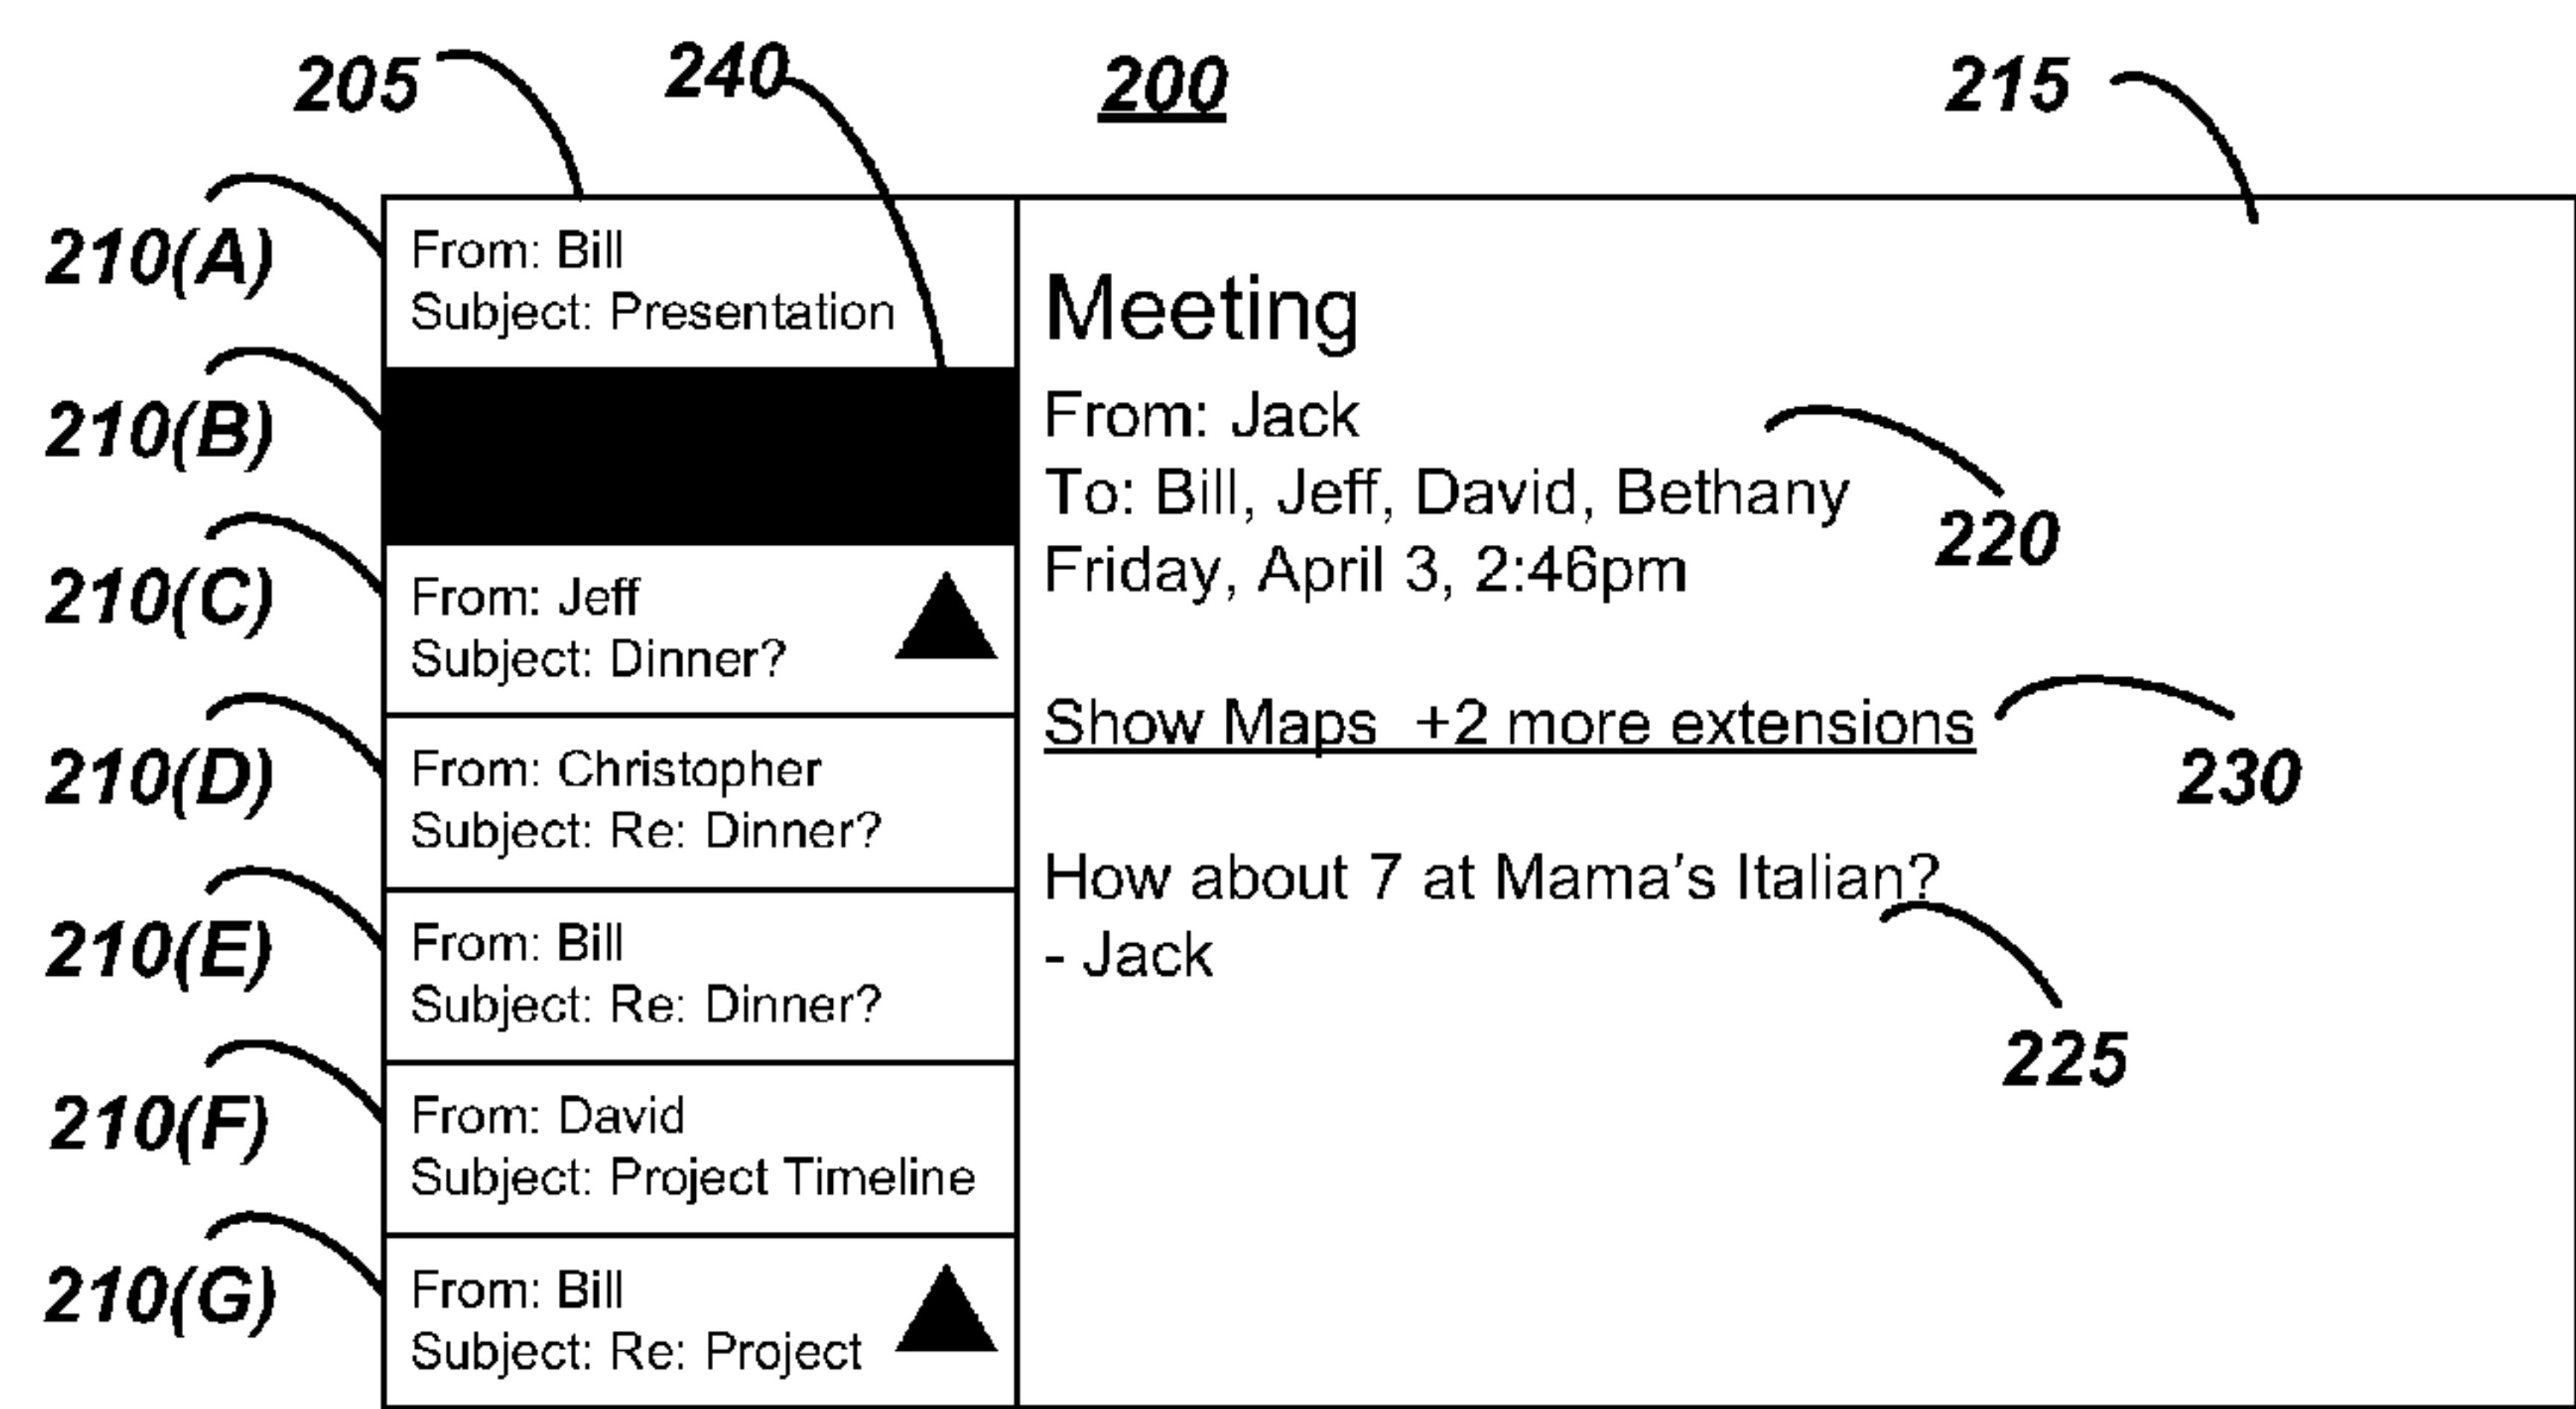 205
240
200
215
210(A)
From: Bill
Subject: Presentation
210(B)
210(C)
From: Jeff
Subject: Dinner?
210(D)
From: Christopher
Subject: Re: Dinner?
210(E)
From: Bill
Subject: Re: Dinner?
210(F)
From: David
Subject: Project Timeline
210(G)
From: Bill
Subject: Re: Project
Meeting
From: Jack
To: Bill, Jeff, David, Bethany
Friday, April 3, 2:46pm
220
Show Maps +2 more extensions
230
How about 7 at Mama's Italian?
- Jack
225